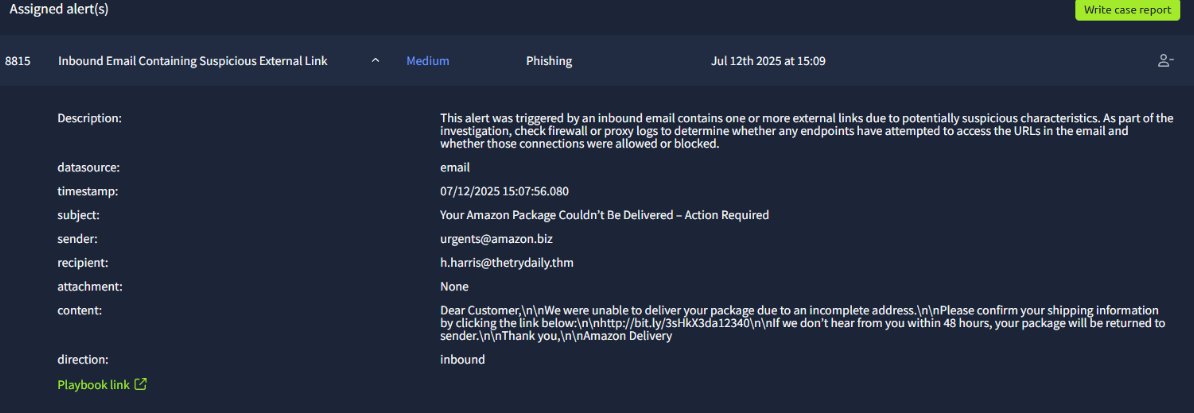 Assigned alert(s)
Write case report
8815 Inbound Email Containing Suspicious External Link Medium Phishing Jul 12th 2025 at 15:09
Description: This alert was triggered by an inbound email contains one or more external links due to potentially suspicious characteristics. As part of the
investigation, check firewall or proxy logs to determine whether any endpoints have attempted to access the URLs in the email and
whether those connections were allowed or blocked.
datasource: email
timestamp: 07/12/2025 15:07:56.080
subject: Your Amazon Package Couldn't Be Delivered – Action Required
sender: urgents@amazon.biz
recipient: h.harris@thetrydaily.thm
attachment: None
content: Dear Customer,\n\nWe were unable to deliver your package due to an incomplete address.\n\nPlease confirm your shipping information
by clicking the link below:\n\nhttp://bit.ly/3sHkX3da12340\n\nIf we don't hear from you within 48 hours, your package will be returned to
sender.\n\nThank you,\n\nAmazon Delivery
direction: inbound
Playbook link